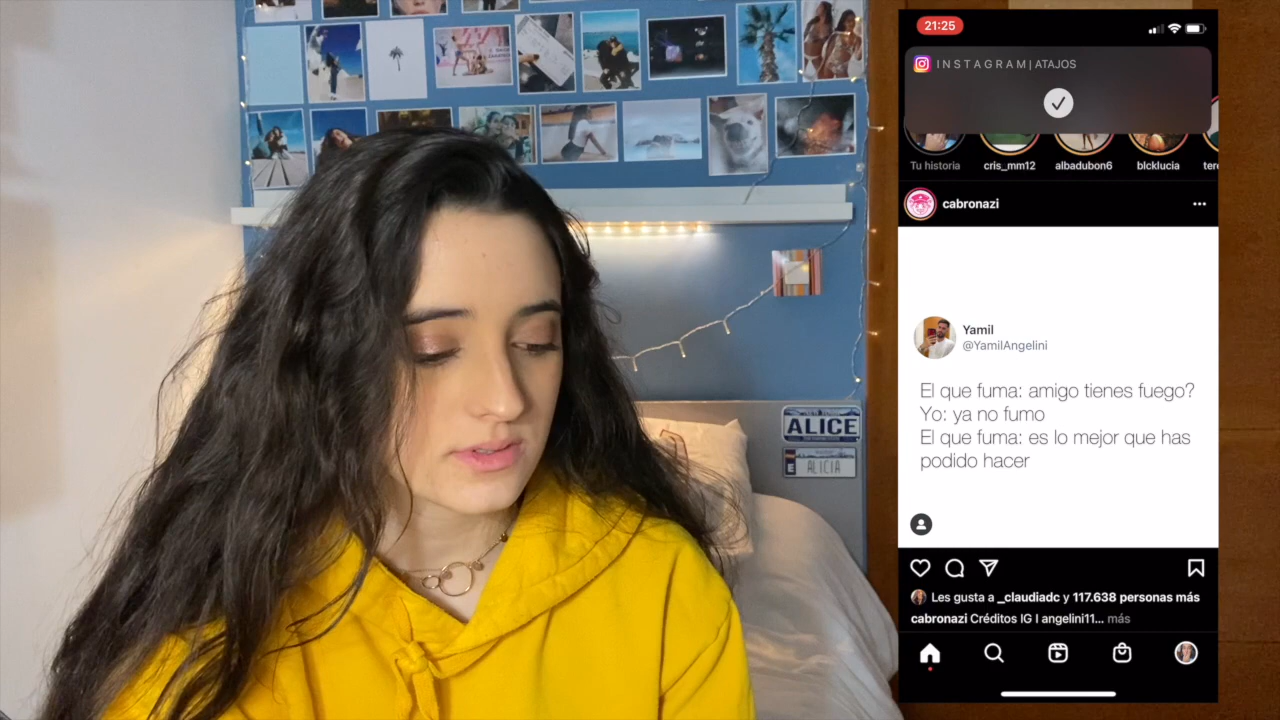 ALICE
ALICIA
E
21:25
INSTAGRAM | ATAJOS
Tu historia
cris_mm12
albadubon6
blcklucia
cabronazi
Yamil
@YamilAngelini
El que fuma: amigo tienes fuego?
Yo: ya no fumo
El que fuma: es lo mejor que has
podido hacer
Les gusta a _claudiadc y 117.638 personas más
cabronazi Créditos IG I angelini11... más